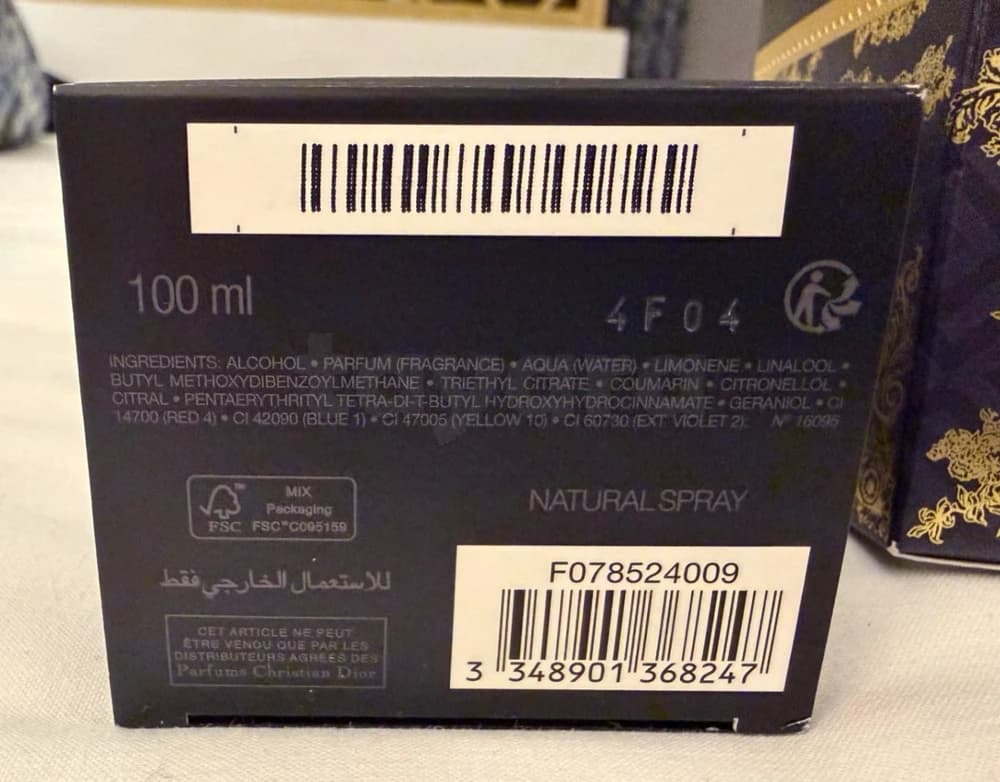 100 ml
4F04
INGREDIENTS: ALCOHOL • PARFUM (FRAGRANCE) • AQUA (WATER) • LIMONENE • LINALOOL •
BUTYL METHOXYDIBENZOYLMETHANE • TRIETHYL CITRATE • COUMARIN • CITRONELLOL •
CITRAL • PENTAERYTHRITYL TETRA-DI-T-BUTYL HYDROXYHYDROCINNAMATE • GERANIOL • CI
14700 (RED 4) • CI 42090 (BLUE 1) • CI 47005 (YELLOW 10) • CI 60730 (EXT. VIOLET 2). N° 16095
MIX
Packaging
FSC™ FSC™ C095159
NATURAL SPRAY
للاستعمال الخارجي فقط
CET ARTICLE NE PEUT
ÊTRE VENDU QUE PAR LES
DISTRIBUTEURS AGRÉÉS DES
Parfums Christian Dior
F078524009
3 348901 368247